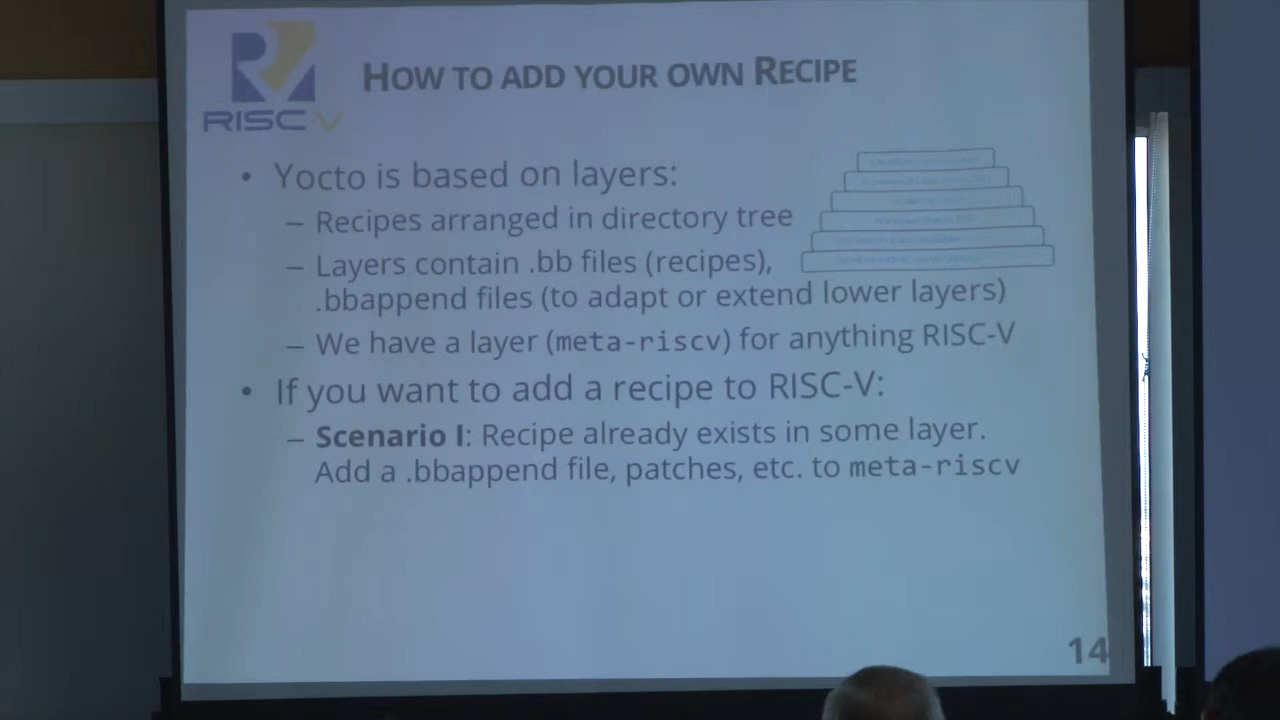 RISC-V
HOW TO ADD YOUR OWN RECIPE
• Yocto is based on layers:
– Recipes arranged in directory tree
– Layers contain .bb files (recipes),
.bbappend files (to adapt or extend lower layers)
– We have a layer (meta-riscv) for anything RISC-V
• If you want to add a recipe to RISC-V:
– Scenario I: Recipe already exists in some layer.
Add a .bbappend file, patches, etc. to meta-riscv
14